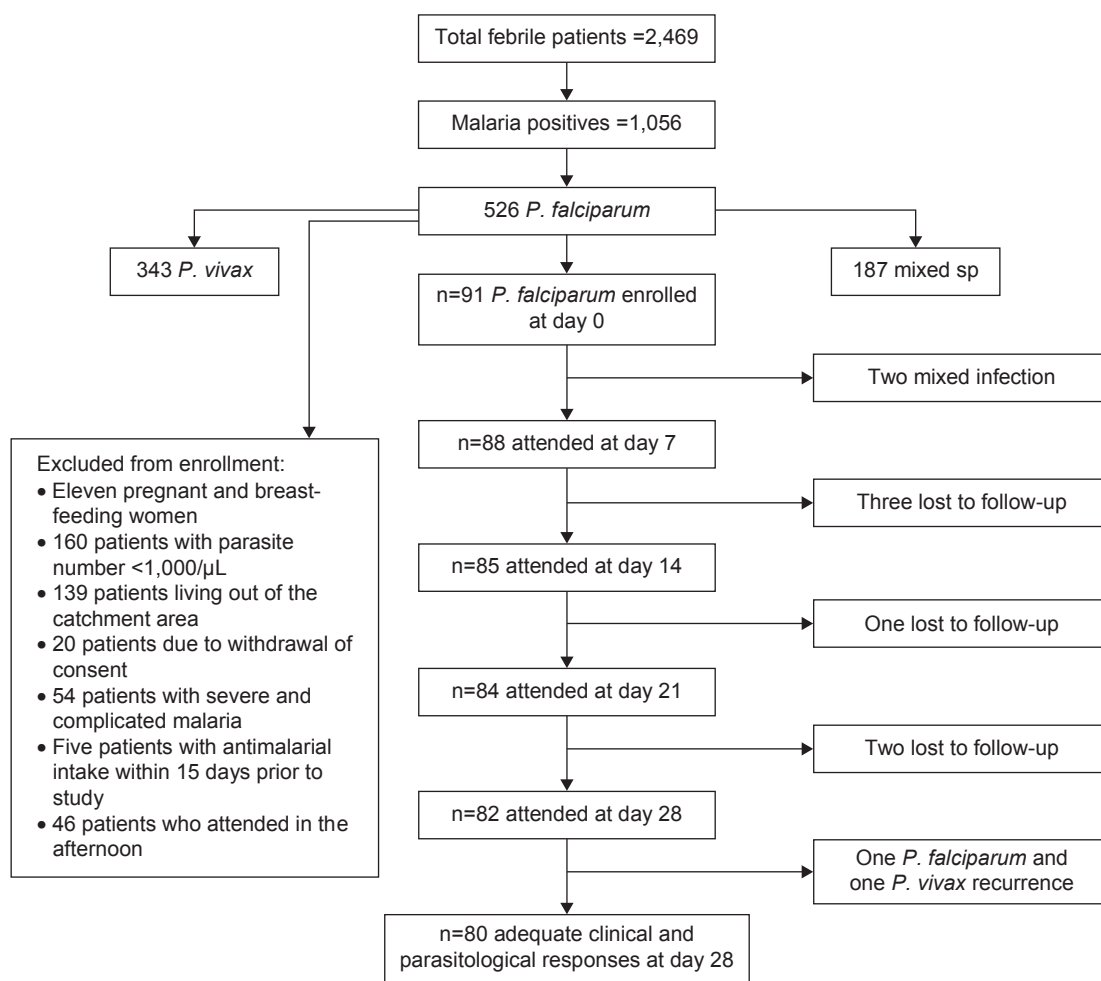 Total febrile patients =2,469
Malaria positives =1,056
526 P. falciparum
343 P. vivax
187 mixed sp
n=91 P. falciparum enrolled
at day 0
Two mixed infection
n=88 attended at day 7
Excluded from enrollment:
• Eleven pregnant and breast-
feeding women
• 160 patients with parasite
number <1,000/µL
• 139 patients living out of the
catchment area
• 20 patients due to withdrawal of
consent
• 54 patients with severe and
complicated malaria
• Five patients with antimalarial
intake within 15 days prior to
study
• 46 patients who attended in the
afternoon
Three lost to follow-up
n=85 attended at day 14
One lost to follow-up
n=84 attended at day 21
Two lost to follow-up
n=82 attended at day 28
One P. falciparum and
one P. vivax recurrence
n=80 adequate clinical and
parasitological responses at day 28